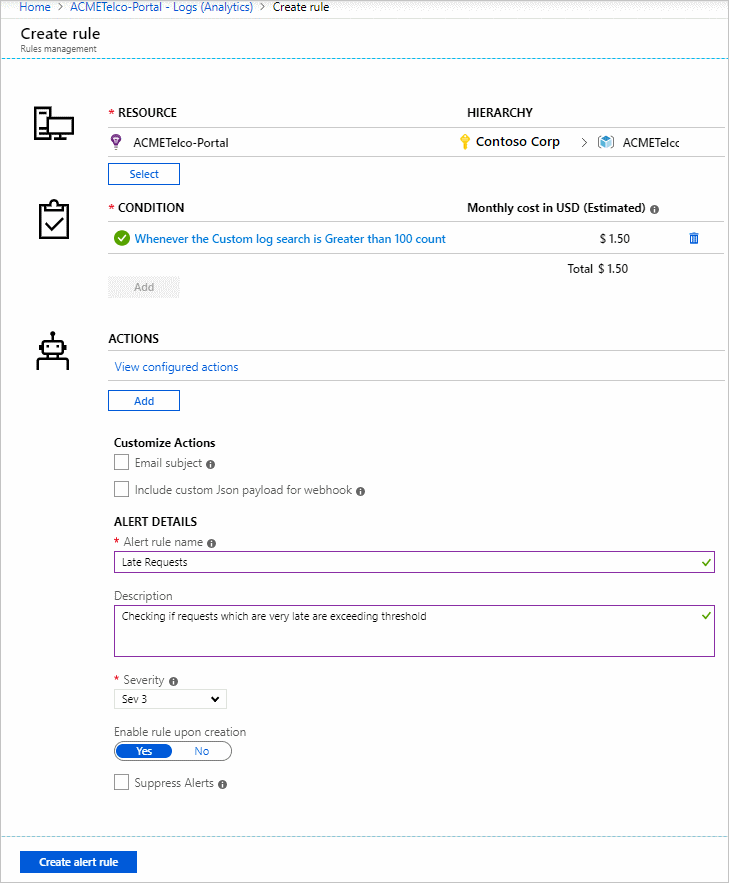 Home > ACMETelco-Portal - Logs (Analytics) > Create rule
Create rule
Rules management
* RESOURCE HIERARCHY
ACMETelco-Portal Contoso Corp > ACMETelcc
Select
* CONDITION Monthly cost in USD (Estimated)
Whenever the Custom log search is Greater than 100 count $ 1.50
Total $ 1.50
Add
ACTIONS
View configured actions
Add
Customize Actions
Email subject
Include custom Json payload for webhook
ALERT DETAILS
* Alert rule name
Late Requests
Description
Checking if requests which are very late are exceeding threshold
* Severity
Sev 3
Enable rule upon creation
Yes No
Suppress Alerts
Create alert rule